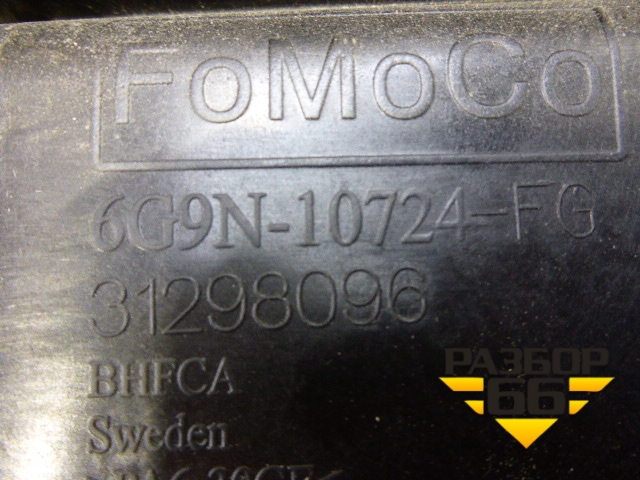 FoMoCo
6G9N-10724-FG
31298096
BHFCA
Sweden
РАЗБОР
66